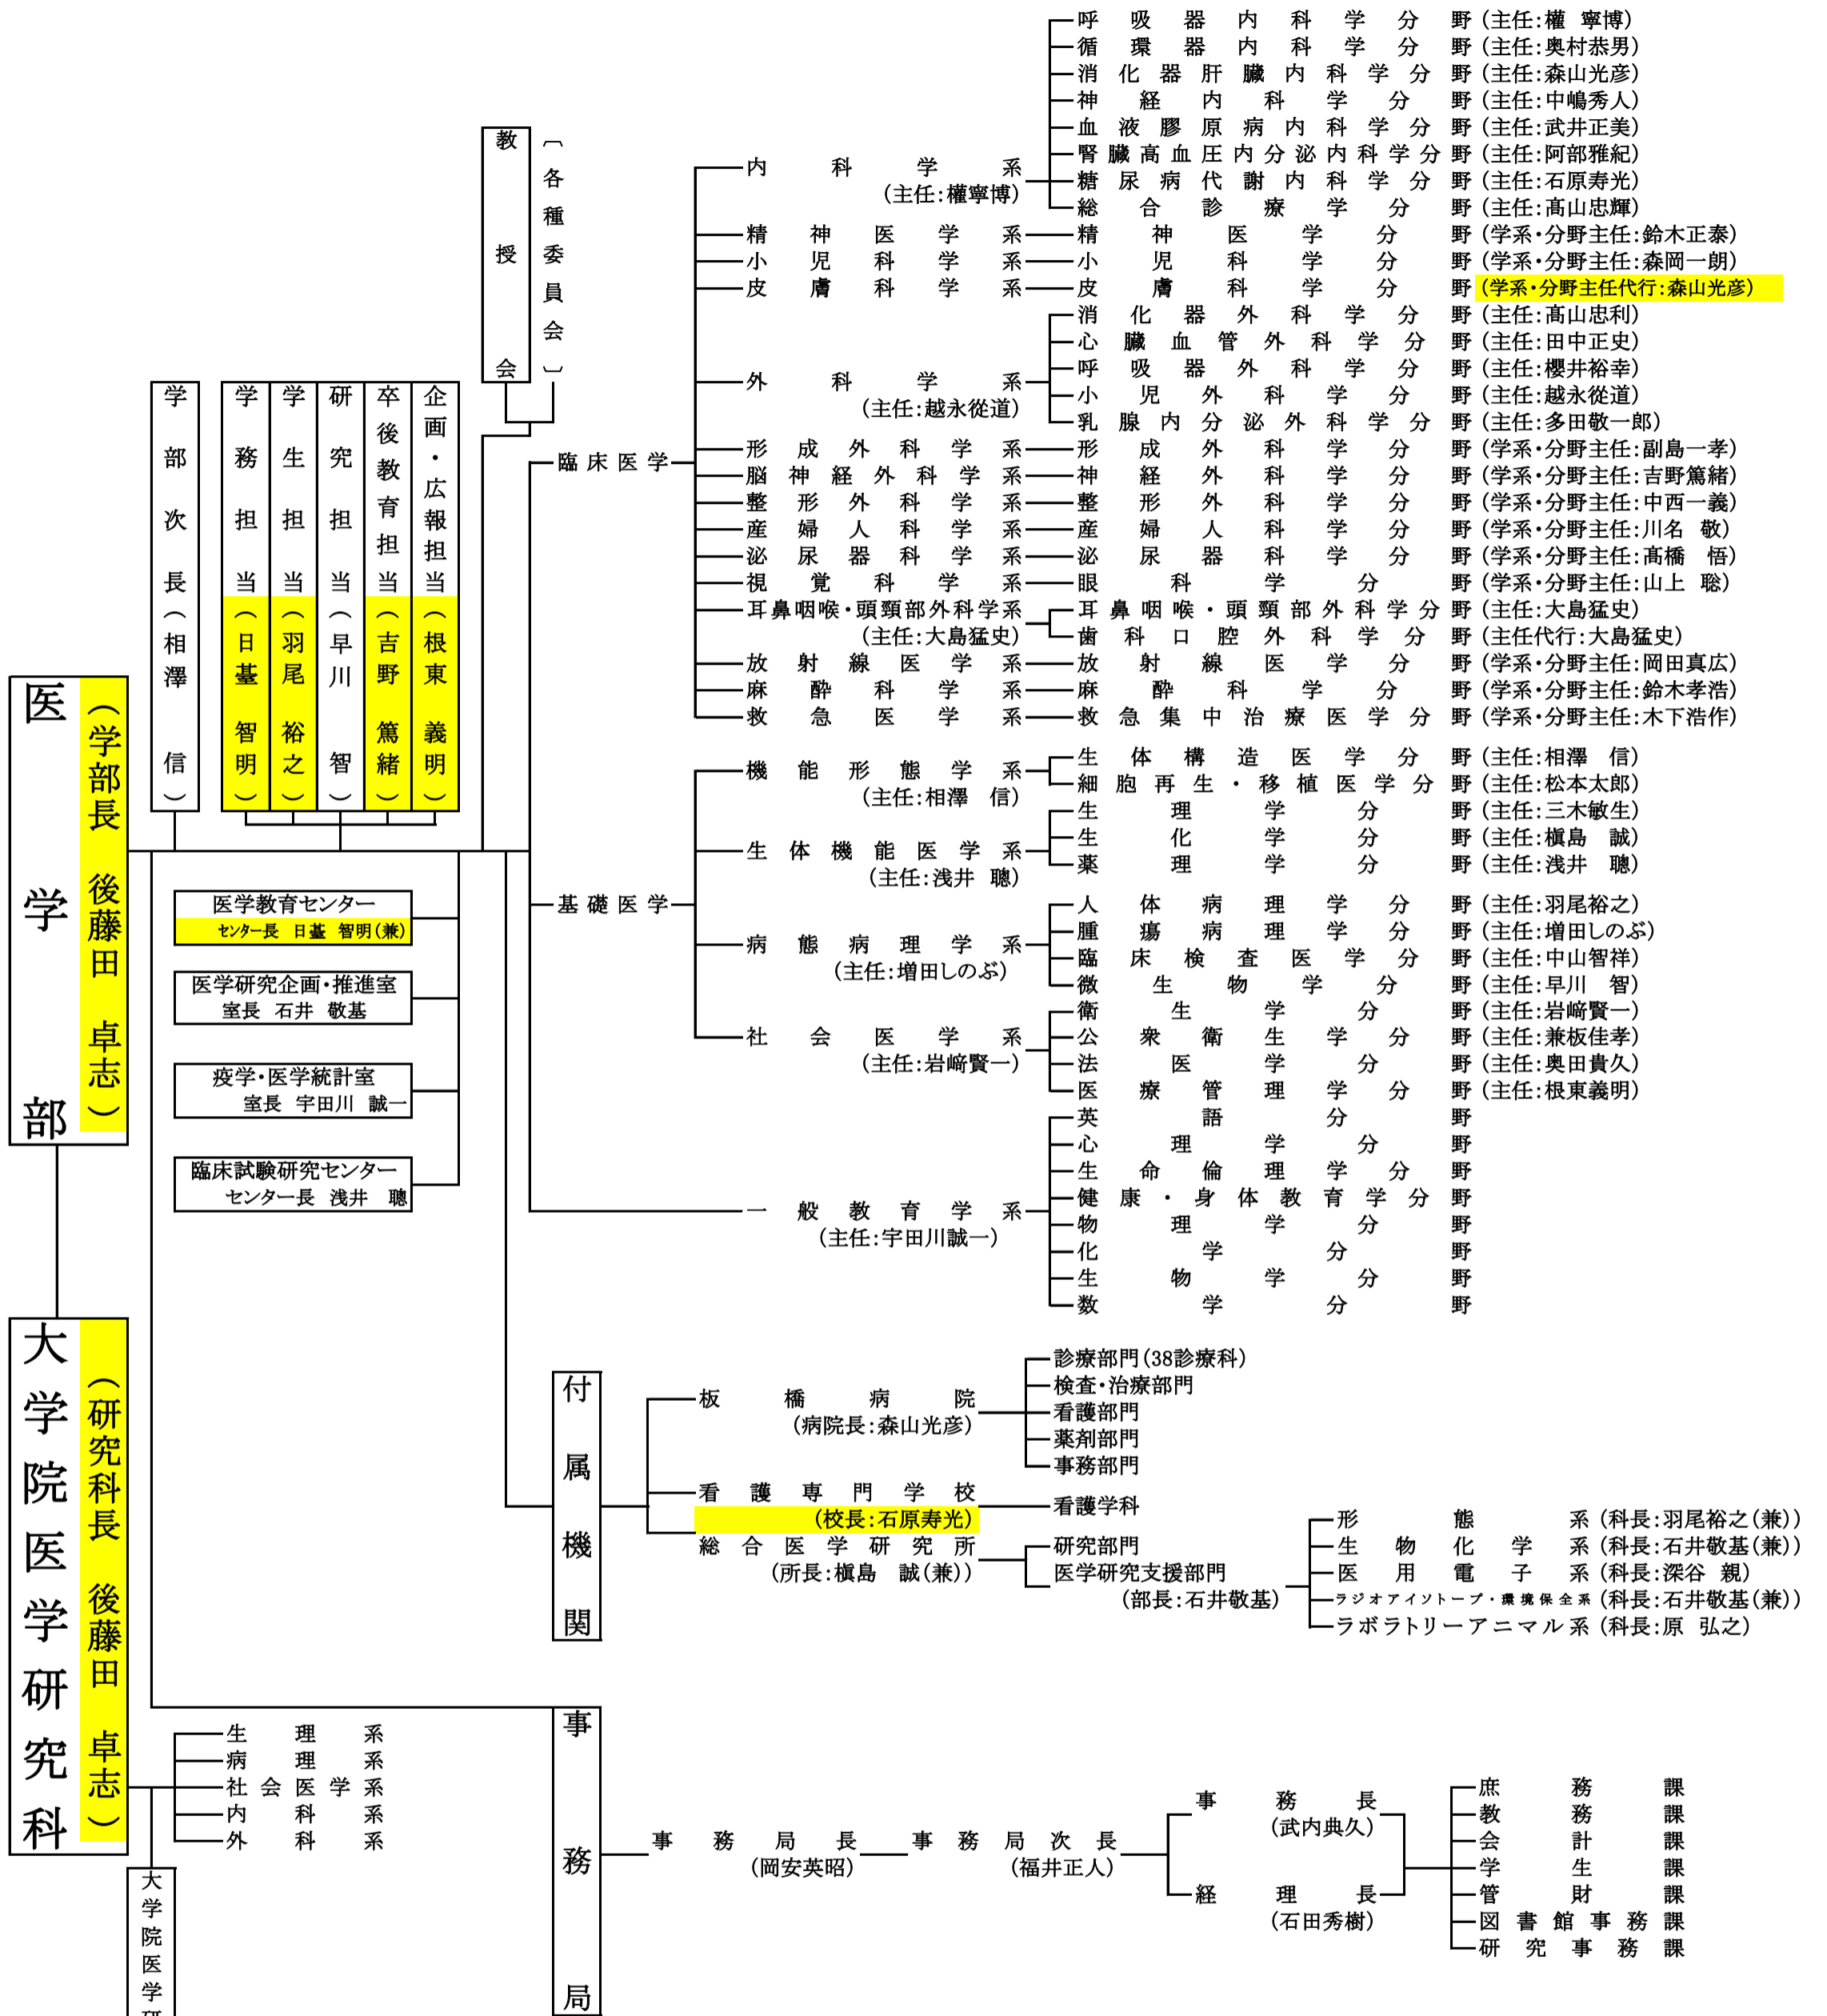 医学部
(学部長 後藤田 卓志)
学部次長(相澤 信)
学務担当(日䑓 智明)
学生担当(羽尾 裕之)
研究担当(早川 智)
卒後教育担当(吉野 篤緒)
企画・広報担当(根東 義明)
教授会
〔各種委員会〕
医学教育センター
センター長 日䑓 智明(兼)
医学研究企画・推進室
室長 石井 敬基
疫学・医学統計室
室長 宇田川 誠一
臨床試験研究センター
センター長 浅井 聰
臨床医学
内科学系
(主任:權寧博)
呼吸器内科学分野(主任:權 寧博)
循環器内科学分野(主任:奥村恭男)
消化器肝臓内科学分野(主任:森山光彦)
神経内科学分野(主任:中嶋秀人)
血液膠原病内科学分野(主任:武井正美)
腎臓高血圧内分泌内科学分野(主任:阿部雅紀)
糖尿病代謝内科学分野(主任:石原寿光)
総合診療学分野(主任:髙山忠輝)
精神医学系 精神医学分野(学系・分野主任:鈴木正泰)
小児科学系 小児科学分野(学系・分野主任:森岡一朗)
皮膚科学系 皮膚科学分野(学系・分野主任代行:森山光彦)
外科学系
(主任:越永從道)
消化器外科学分野(主任:髙山忠利)
心臓血管外科学分野(主任:田中正史)
呼吸器外科学分野(主任:櫻井裕幸)
小児外科学分野(主任:越永從道)
乳腺内分泌外科学分野(主任:多田敬一郎)
形成外科学系 形成外科学分野(学系・分野主任:副島一孝)
脳神経外科学系 神経外科学分野(学系・分野主任:吉野篤緒)
整形外科学系 整形外科学分野(学系・分野主任:中西一義)
産婦人科学系 産婦人科学分野(学系・分野主任:川名 敬)
泌尿器科学系 泌尿器科学分野(学系・分野主任:髙橋 悟)
視覚科学系 眼科学分野(学系・分野主任:山上 聡)
耳鼻咽喉・頭頸部外科学系
(主任:大島猛史)
耳鼻咽喉・頭頸部外科学分野(主任:大島猛史)
歯科口腔外科学分野(主任代行:大島猛史)
放射線医学系 放射線医学分野(学系・分野主任:岡田真広)
麻酔科学系 麻酔科学分野(学系・分野主任:鈴木孝浩)
救急医学系 救急集中治療医学分野(学系・分野主任:木下浩作)
基礎医学
機能形態学系
(主任:相澤 信)
生体構造医学分野(主任:相澤 信)
細胞再生・移植医学分野(主任:松本太郎)
生体機能医学系
(主任:浅井 聰)
生理学分野(主任:三木敏生)
生化学分野(主任:槇島 誠)
薬理学分野(主任:浅井 聰)
病態病理学系
(主任:増田しのぶ)
人体病理学分野(主任:羽尾裕之)
腫瘍病理学分野(主任:増田しのぶ)
臨床検査医学分野(主任:中山智祥)
微生物学分野(主任:早川 智)
社会医学系
(主任:岩﨑賢一)
衛生学分野(主任:岩﨑賢一)
公衆衛生学分野(主任:兼板佳孝)
法医学分野(主任:奥田貴久)
医療管理学分野(主任:根東義明)
一般教育学系
(主任:宇田川誠一)
英語分野
心理学分野
生命倫理学分野
健康・身体教育学分野
物理学分野
化学分野
生物学分野
数学分野
付属機関
板橋病院
(病院長:森山光彦)
診療部門(38診療科)
検査・治療部門
看護部門
薬剤部門
事務部門
看護専門学校
(校長:石原寿光)
看護学科
総合医学研究所
(所長:槇島 誠(兼))
研究部門
医学研究支援部門
(部長:石井敬基)
形態系(科長:羽尾裕之(兼))
生物化学系(科長:石井敬基(兼))
医用電子系(科長:深谷 親)
ラジオアイソトープ・環境保全系(科長:石井敬基(兼))
ラボラトリーアニマル系(科長:原 弘之)
事務局
事務局長
(岡安英昭)
事務局次長
(福井正人)
事務長
(武内典久)
経理長
(石田秀樹)
庶務課
教務課
会計課
学生課
管財課
図書館事務課
研究事務課
大学院医学研究科
(研究科長 後藤田 卓志)
生理系
病理系
社会医学系
内科系
外科系
大学院医学